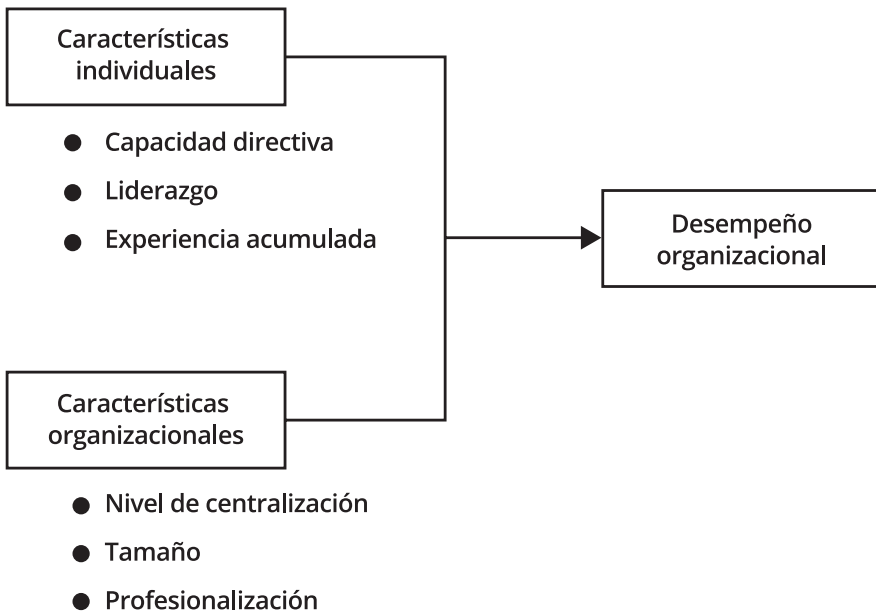 Características
individuales
● Capacidad directiva
● Liderazgo
● Experiencia acumulada
Desempeño
organizacional
Características
organizacionales
● Nivel de centralización
● Tamaño
● Profesionalización